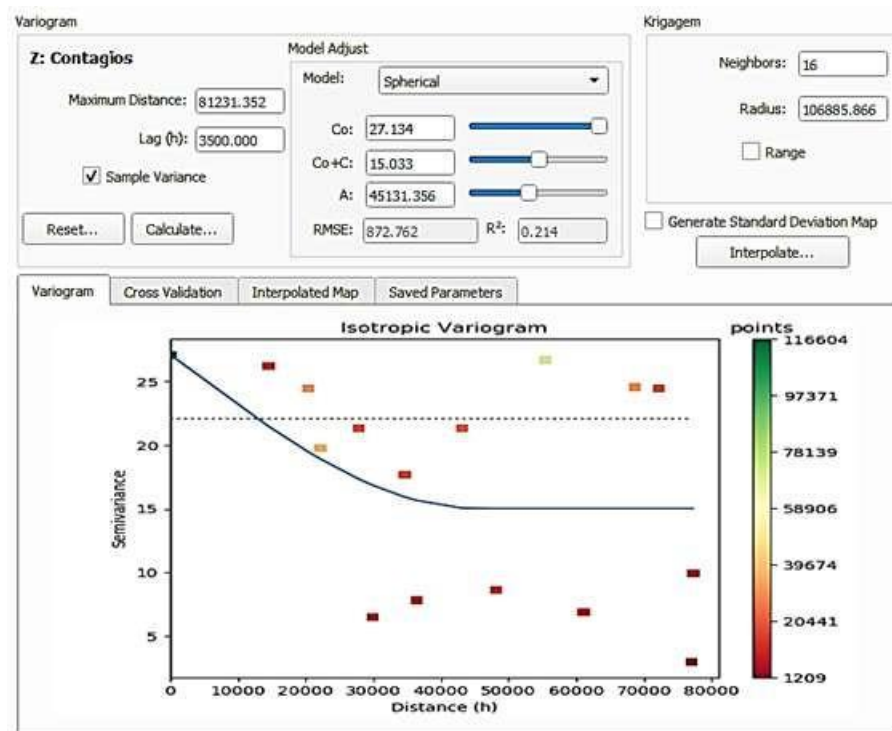 Variogram
Z: Contagios
Maximum Distance: 81231.352
Lag (h): 3500.000
Sample Variance
Reset...
Calculate...
Model Adjust
Model: Spherical
Co: 27.134
Co+C: 15.033
A: 45131.356
RMSE: 872.762 R²: 0.214
Krigagem
Neighbors: 16
Radius: 106885.866
Range
Generate Standard Deviation Map
Interpolate...
Variogram
Cross Validation
Interpolated Map
Saved Parameters
Isotropic Variogram
Semivariance
25
20
15
10
5
0 10000 20000 30000 40000 50000 60000 70000 80000
Distance (h)
points
116604
97371
78139
58906
39674
20441
1209